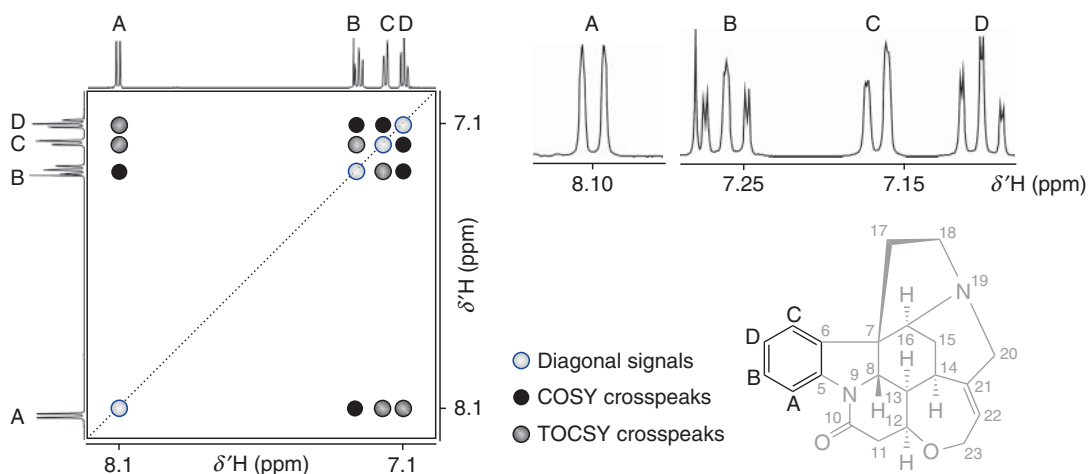 A B C D
D
C
B
A
7.1
8.1
δ′H (ppm)
8.1 δ′H (ppm) 7.1
A B C D
8.10 7.25 7.15 δ′H (ppm)
Diagonal signals
COSY crosspeaks
TOCSY crosspeaks
17 18
N 19
C H
D 6 7 16 15
H 20
B 8 14
5 9 13 21
A N H H 22
10 12
O 11 H O 23